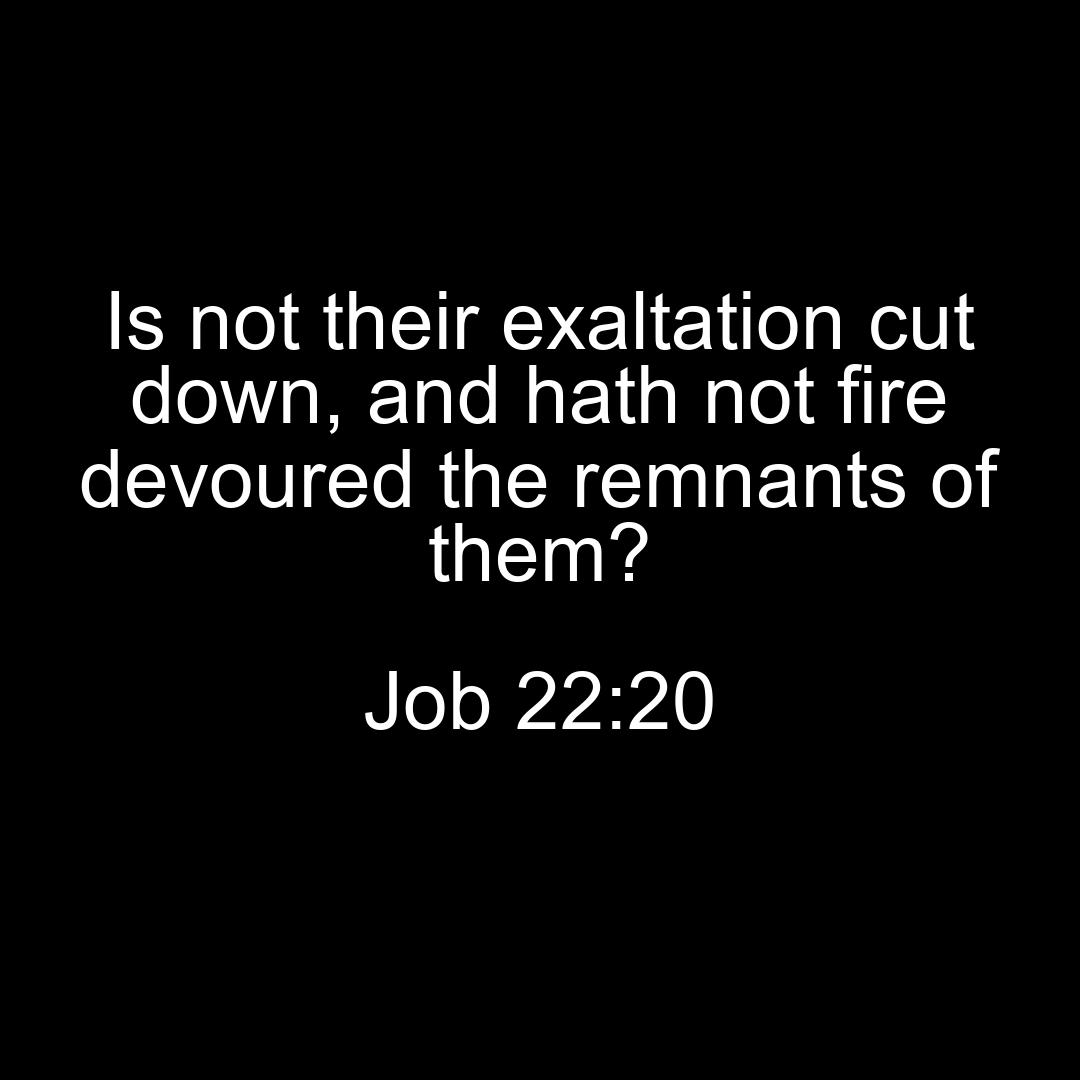 Is not their exaltation cut
down, and hath not fire
devoured the remnants of
them?
Job 22:20